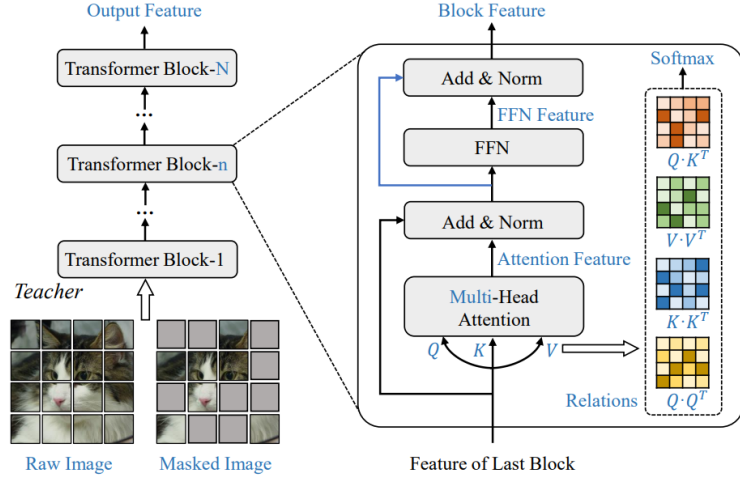 Output Feature
Transformer Block-N
...
Transformer Block-n
...
Transformer Block-1
Teacher
Raw Image
Masked Image
Block Feature
Add & Norm
FFN Feature
FFN
Add & Norm
Attention Feature
Multi-Head
Attention
Q K V
Feature of Last Block
Softmax
Q·K^T
V·V^T
K·K^T
Q·Q^T
Relations